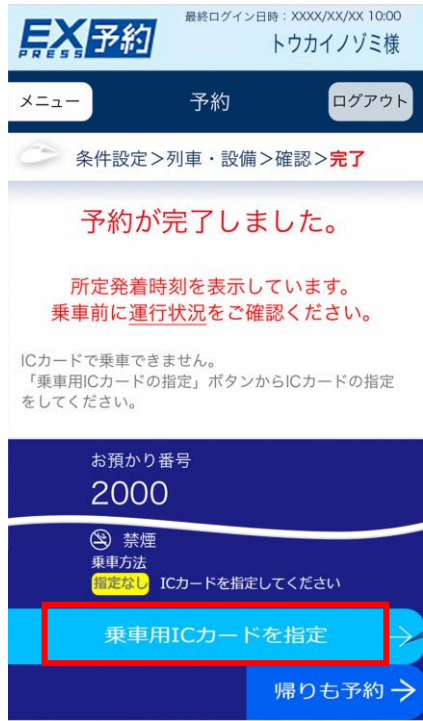 最終ログイン日時：XXXX/XX/XX 10:00
EX予約
PRESS
トウカイノゾミ様
メニュー
予約
ログアウト
条件設定＞列車・設備＞確認＞完了
予約が完了しました。
所定発着時刻を表示しています。
乗車前に運行状況をご確認ください。
ICカードで乗車できません。
「乗車用ICカードの指定」ボタンからICカードの指定
をしてください。
お預かり番号
2000
禁煙
乗車方法
指定なし ICカードを指定してください
乗車用ICカードを指定
帰りも予約